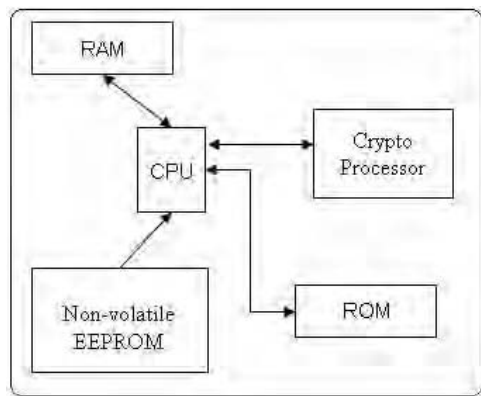 RAM
CPU
Crypto
Processor
Non-volatile
EEPROM
ROM